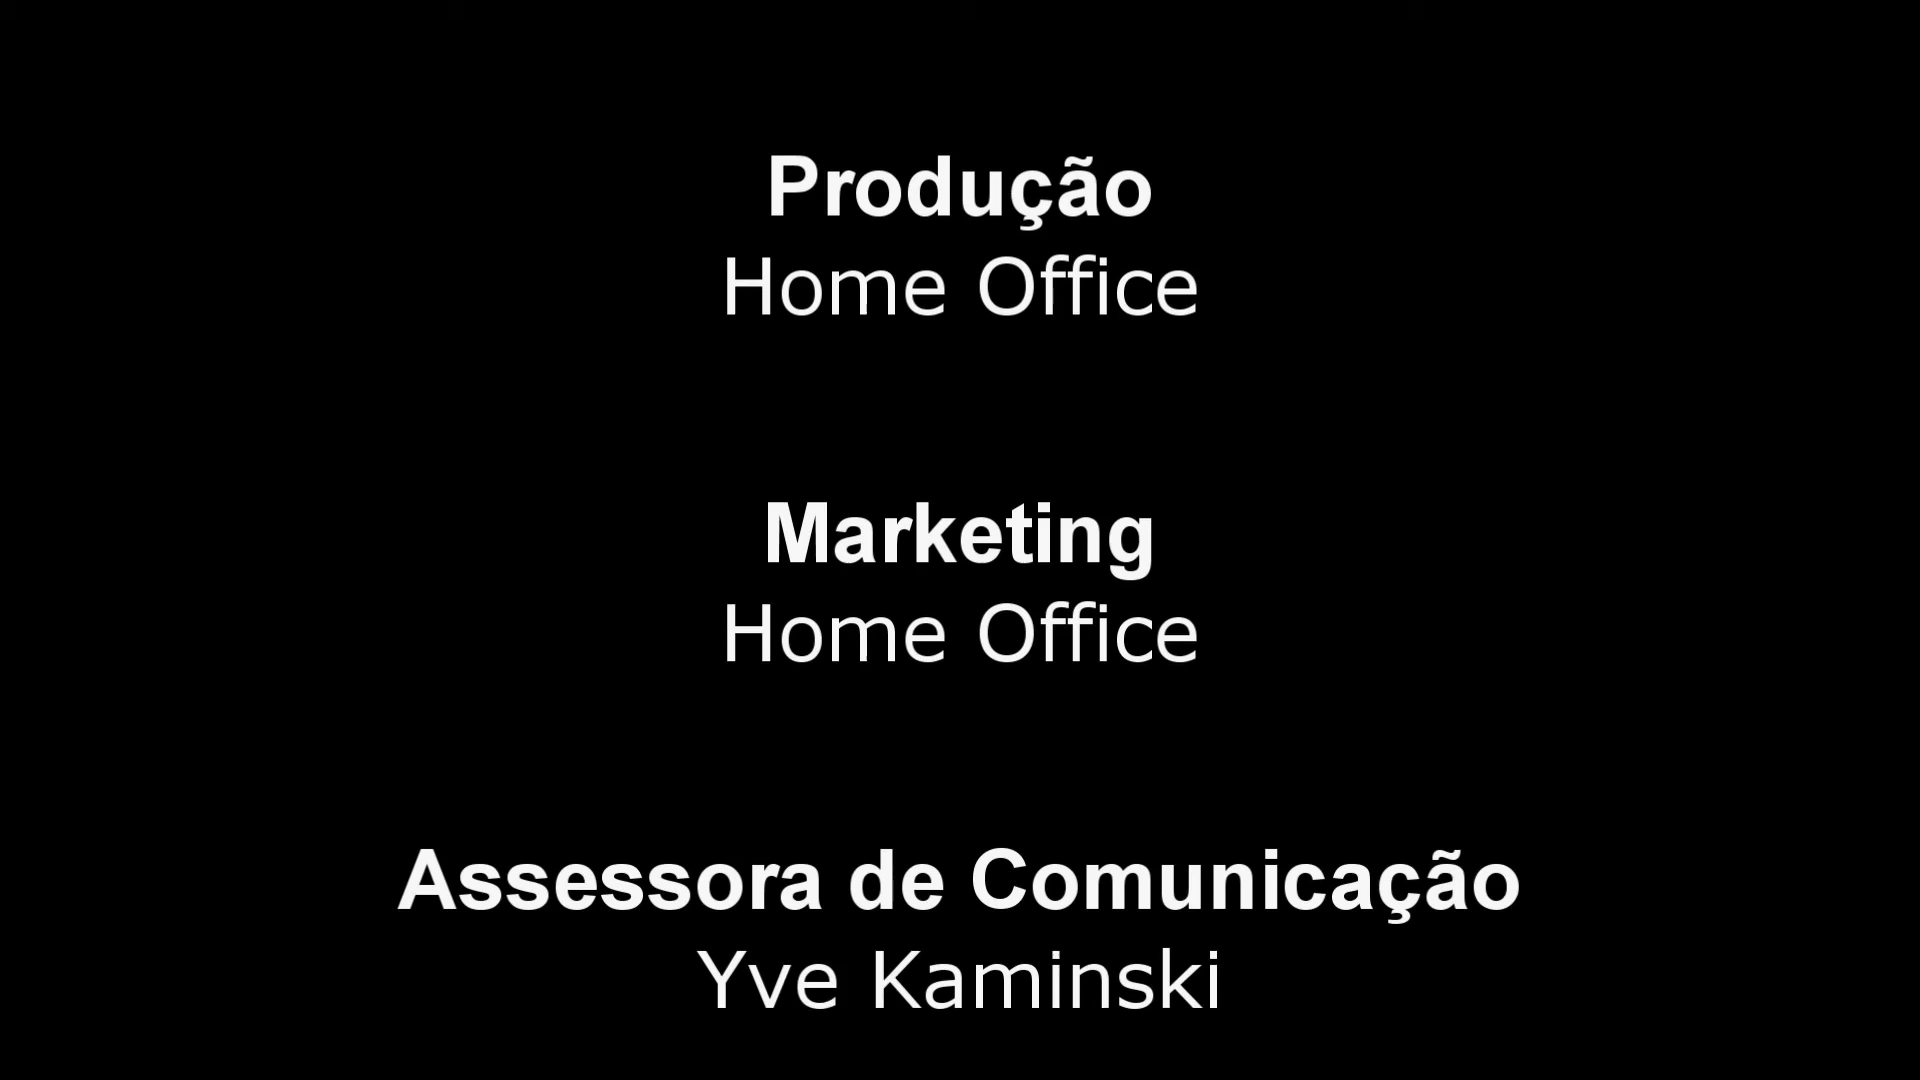 Produção
Home Office
Marketing
Home Office
Assessora de Comunicação
Yve Kaminski